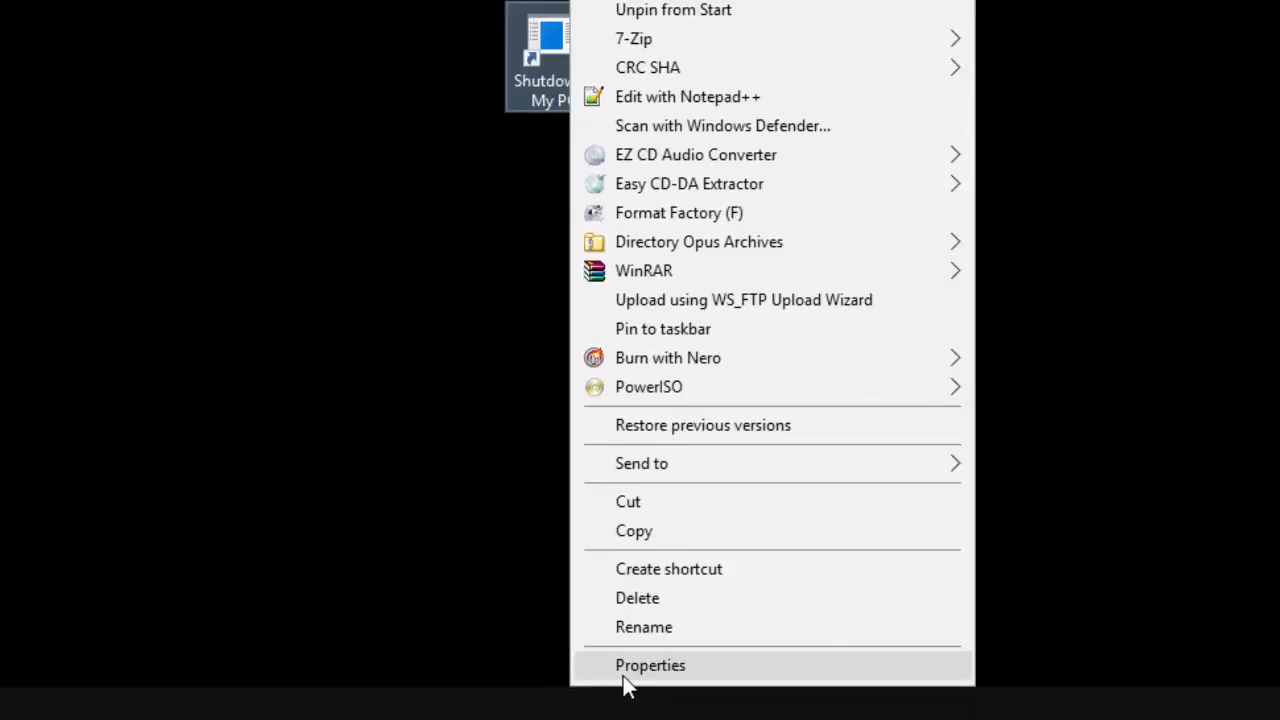 Unpin from Start
7-Zip
CRC SHA
Edit with Notepad++
Scan with Windows Defender...
EZ CD Audio Converter
Easy CD-DA Extractor
Format Factory (F)
Directory Opus Archives
WinRAR
Upload using WS_FTP Upload Wizard
Pin to taskbar
Burn with Nero
PowerISO
Restore previous versions
Send to
Cut
Copy
Create shortcut
Delete
Rename
Properties
Shutdow
My P